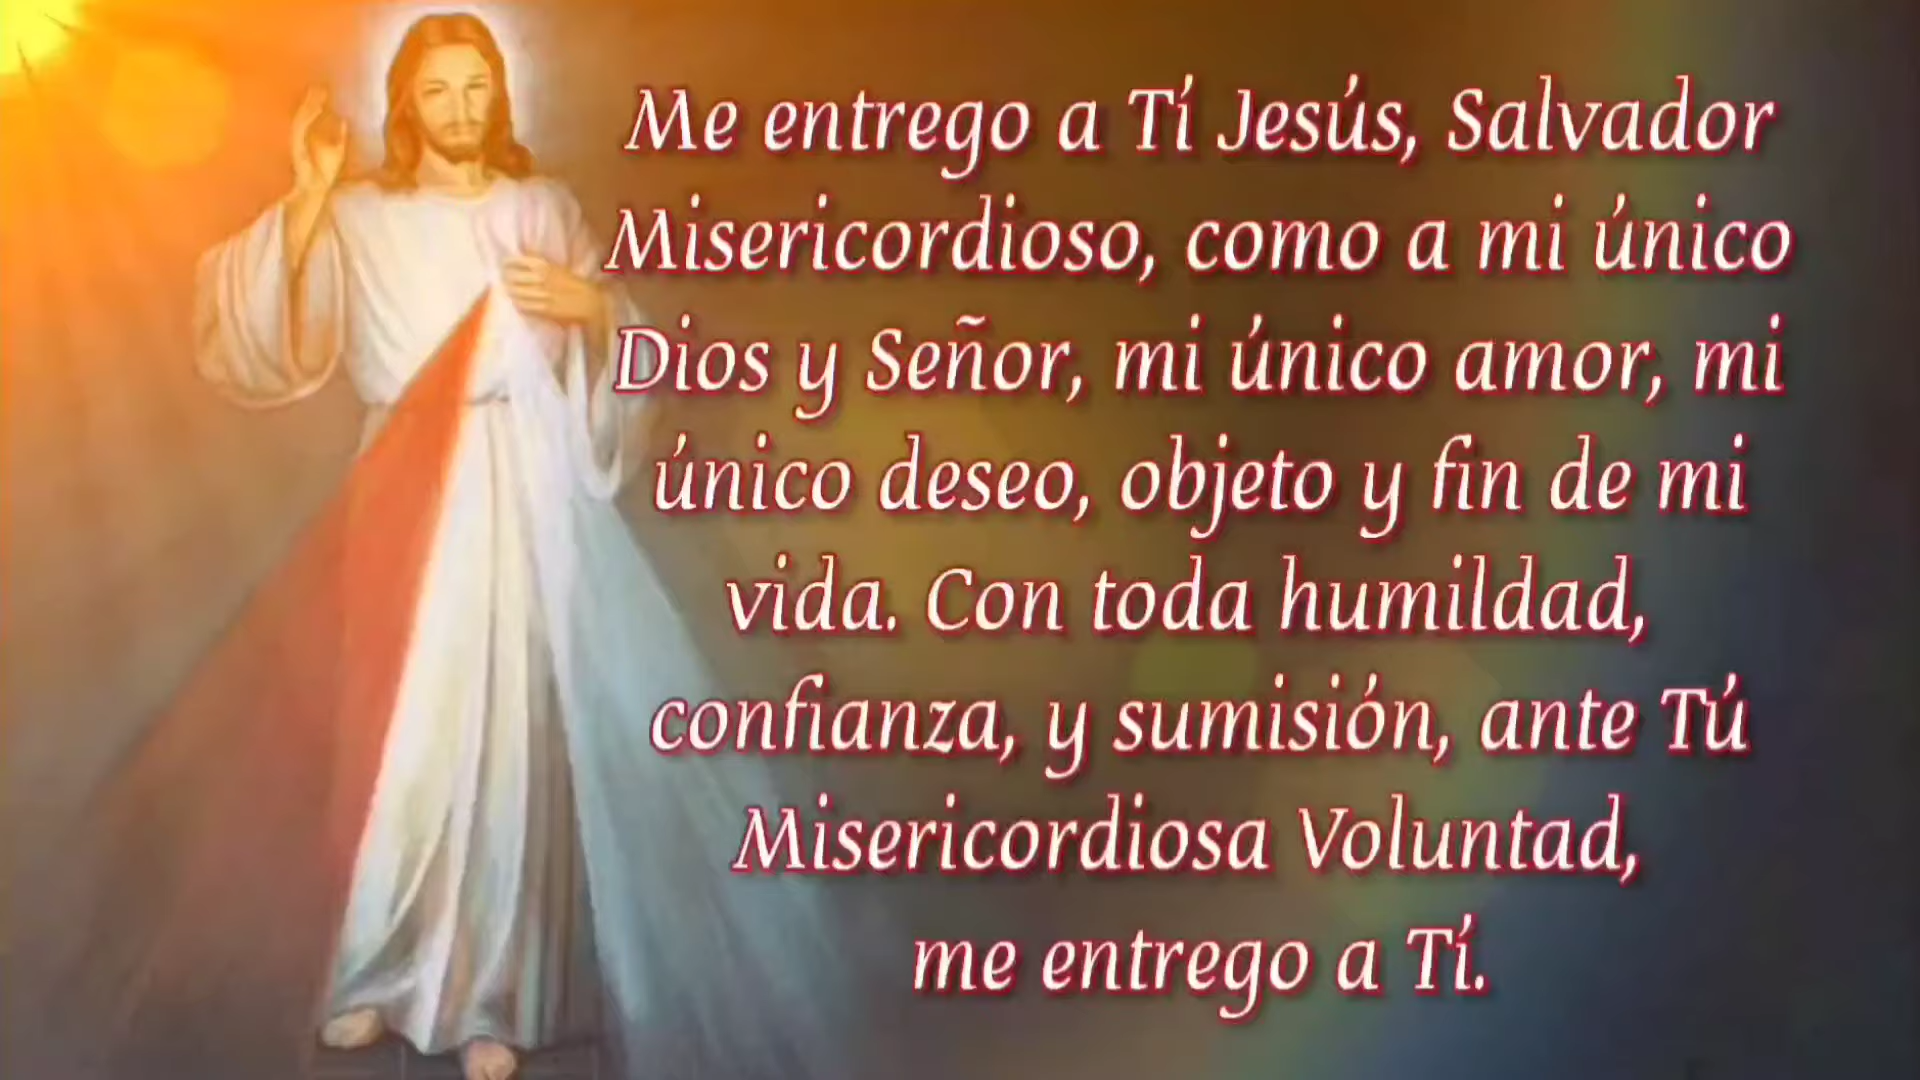 Me entrego a Tí Jesús, Salvador
Misericordioso, como a mi único
Dios y Señor, mi único amor, mi
único deseo, objeto y fin de mi
vida. Con toda humildad,
confianza, y sumisión, ante Tú
Misericordiosa Voluntad,
me entrego a Tí.